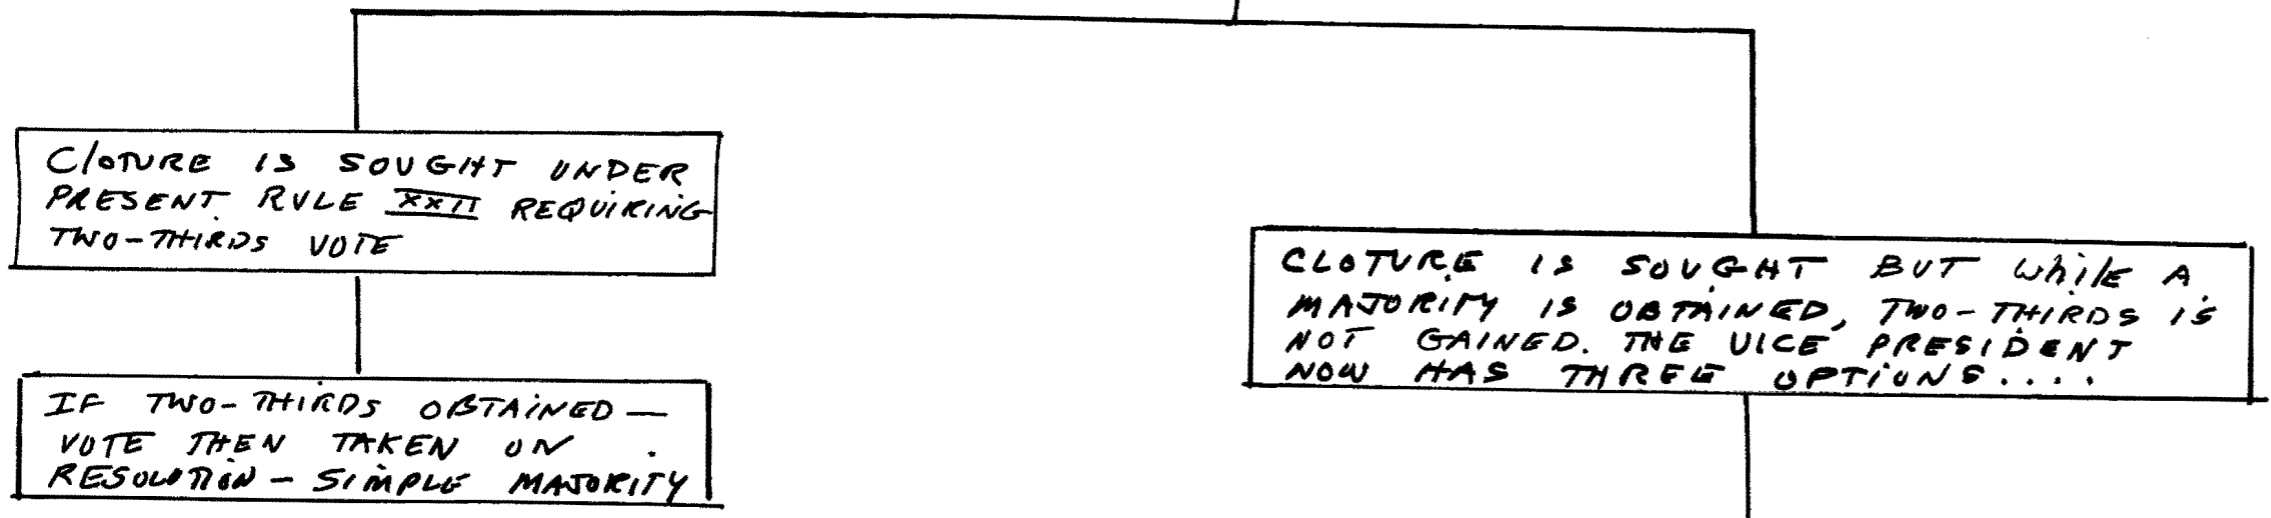 CLOTURE IS SOUGHT UNDER
PRESENT RULE XXII REQUIRING
TWO-THIRDS VOTE
IF TWO-THIRDS OBTAINED —
VOTE THEN TAKEN ON
RESOLUTION - SIMPLE MAJORITY
CLOTURE IS SOUGHT BUT WhilE A
MAJORITY IS OBTAINED, TWO-THIRDS IS
NOT GAINED. THE VICE PRESIDENT
NOW HAS THREE OPTIONS....